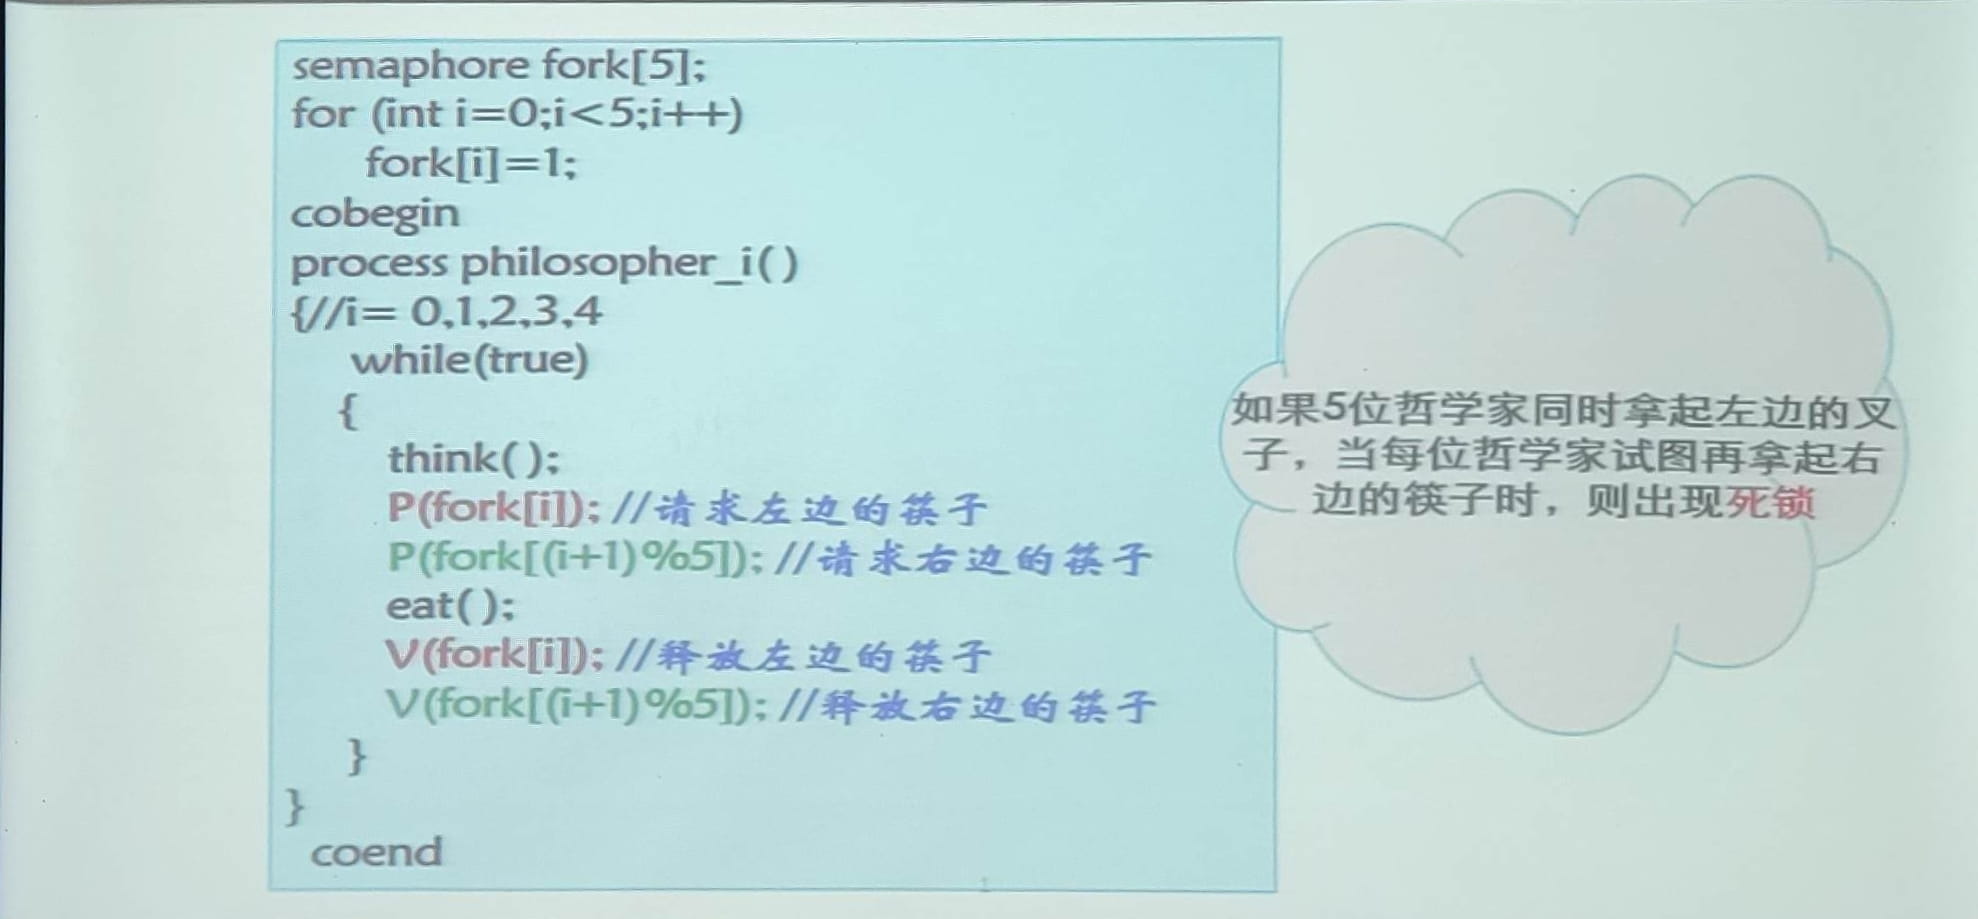 semaphore fork[5];
for (int i=0;i<5;i++)
fork[i]=1;
cobegin
process philosopher_i( )
{//i= 0,1,2,3,4
while(true)
{
think( );
P(fork[i]); //请求左边的筷子
P(fork[(i+1)%5]); //请求右边的筷子
eat( );
V(fork[i]); //释放左边的筷子
V(fork[(i+1)%5]); //释放右边的筷子
}
}
coend
如果5位哲学家同时拿起左边的叉
子，当每位哲学家试图再拿起右
边的筷子时，则出现死锁